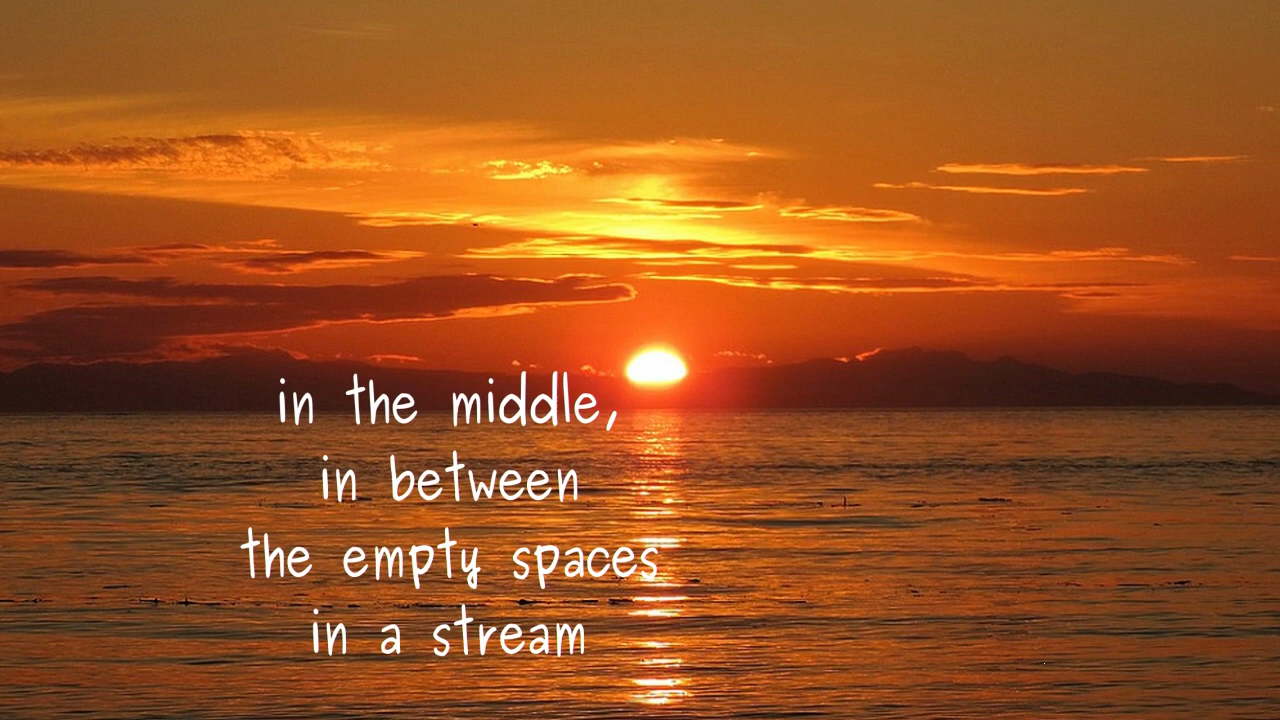 in the middle,
in between
the empty spaces
in a stream